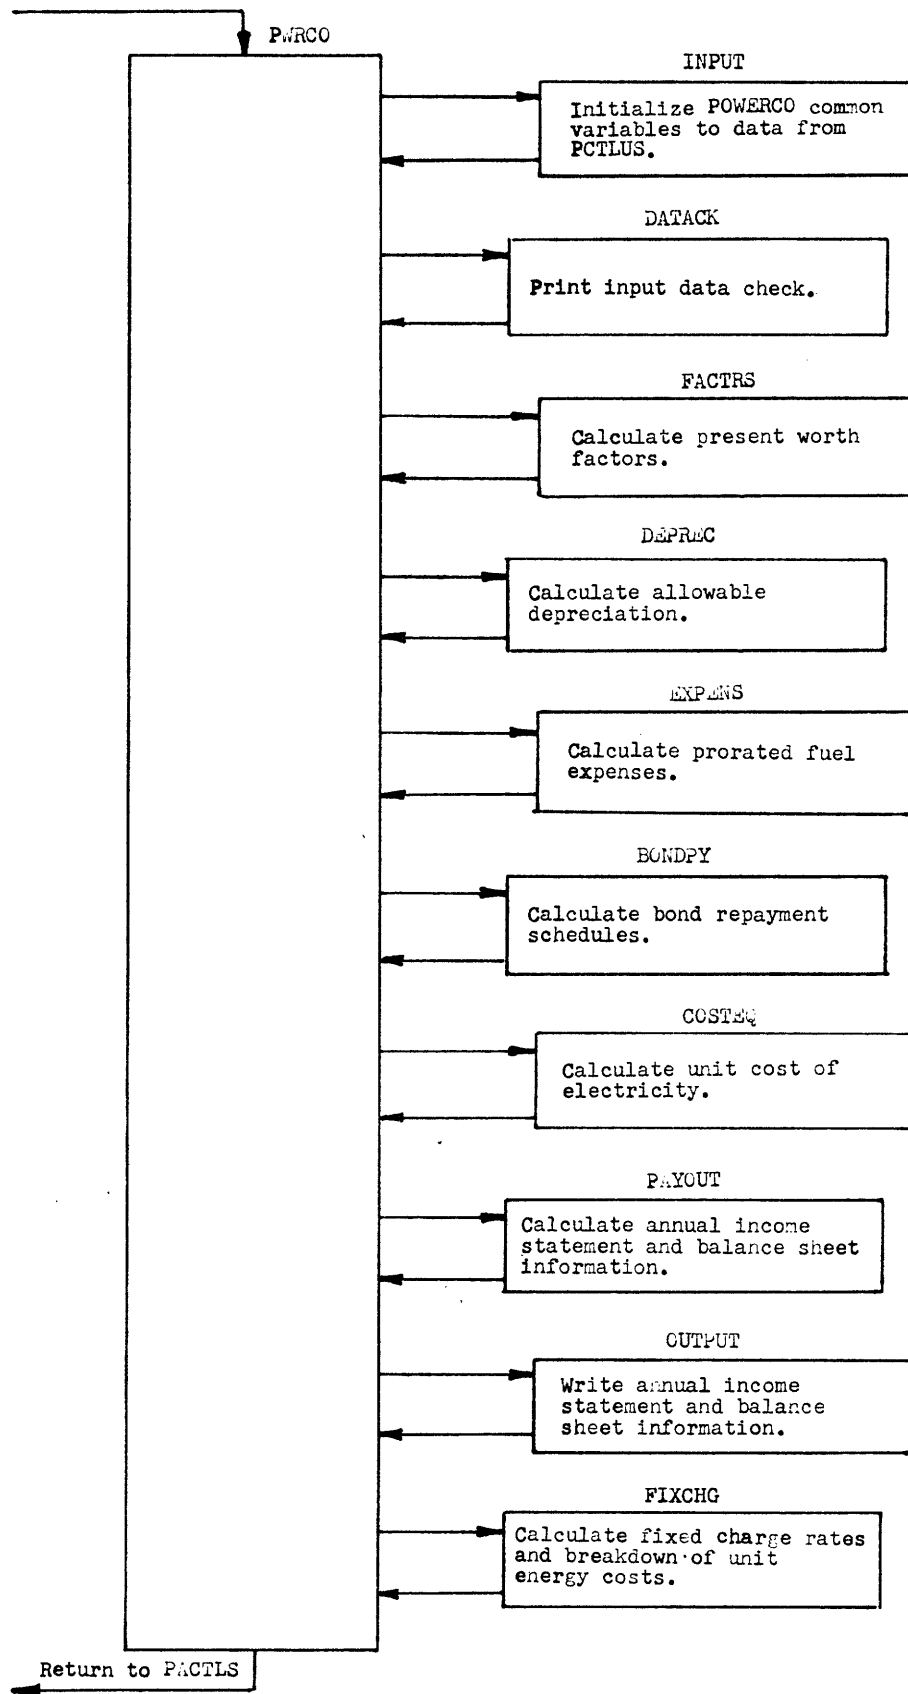 PWRCO
INPUT
Initialize POWERCO common
variables to data from
PCTLUS.
DATACK
Print input data check.
FACTRS
Calculate present worth
factors.
DEPREC
Calculate allowable
depreciation.
EXPENS
Calculate prorated fuel
expenses.
BONDPY
Calculate bond repayment
schedules.
COSTEQ
Calculate unit cost of
electricity.
PAYOUT
Calculate annual income
statement and balance sheet
information.
OUTPUT
Write annual income
statement and balance
sheet information.
FIXCHG
Calculate fixed charge rates
and breakdown of unit
energy costs.
Return to PACTLS